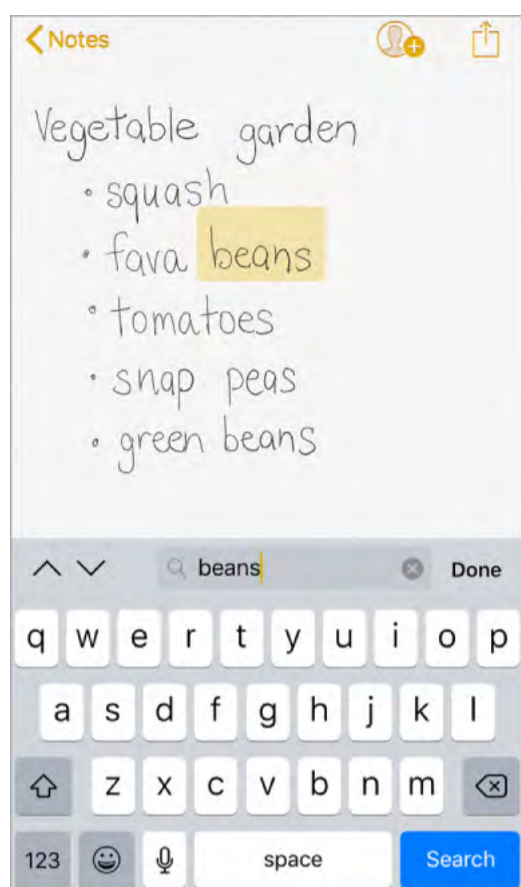 Notes
Vegetable garden
• squash
• fava beans
• tomatoes
• snap peas
• green beans
beans Done
q w e r t y u i o p
a s d f g h j k l
z x c v b n m
123 space Search